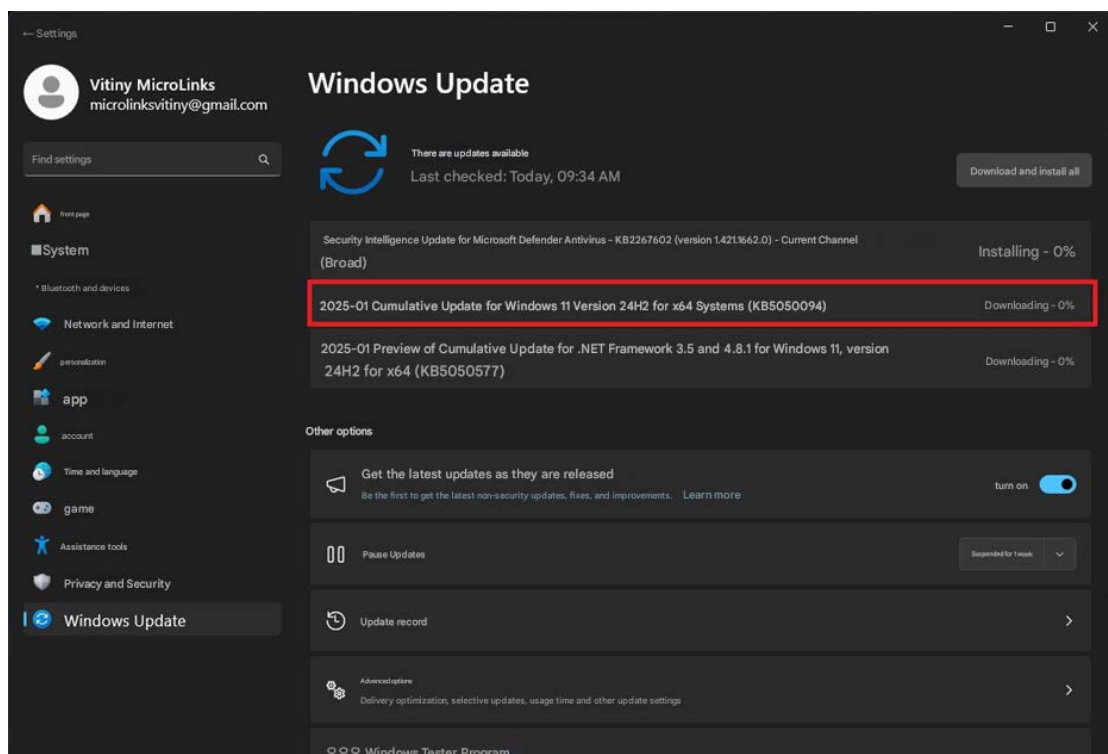 ← Settings
Vitiny MicroLinks
microlinksvitiny@gmail.com
Find settings
front page
System
* Bluetooth and devices
Network and Internet
personalization
app
account
Time and language
game
Assistance tools
Privacy and Security
Windows Update
Windows Update
There are updates available
Last checked: Today, 09:34 AM
Download and install all
Security Intelligence Update for Microsoft Defender Antivirus - KB2267602 (version 1.421.1662.0) - Current Channel
(Broad)
Installing - 0%
2025-01 Cumulative Update for Windows 11 Version 24H2 for x64 Systems (KB5050094)
Downloading - 0%
2025-01 Preview of Cumulative Update for .NET Framework 3.5 and 4.8.1 for Windows 11, version
24H2 for x64 (KB5050577)
Downloading - 0%
Other options
Get the latest updates as they are released
Be the first to get the latest non-security updates, fixes, and improvements. Learn more
turn on
Pause Updates
Suspended for 1 week
Update record
Advanced options
Delivery optimization, selective updates, usage time and other update settings
Windows Tester Program